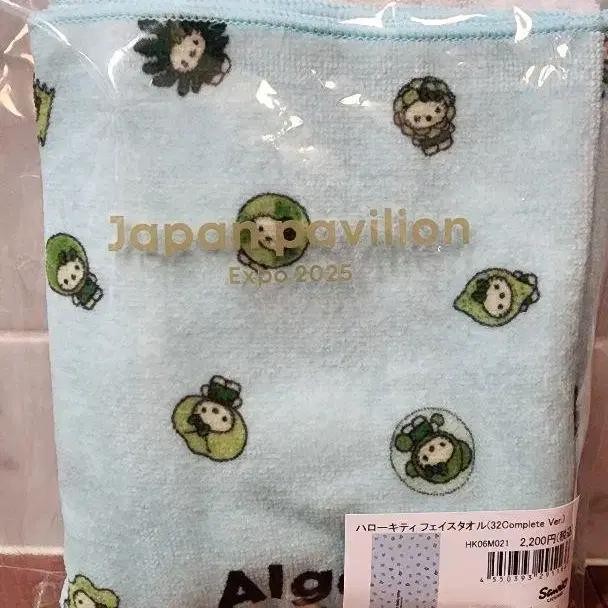 Japan pavilion
Expo 2025
ハローキティ フェイスタオル(32Complete Ver.)
HK06M021 2,200円
Sanrio